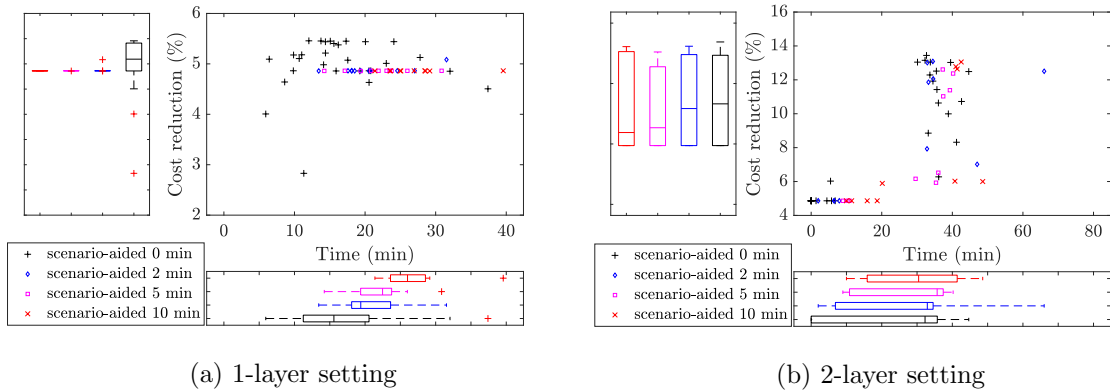 6
5
4
3
2
Cost reduction (%)
0
10
20
30
40
Time (min)
+ scenario-aided 0 min
◇ scenario-aided 2 min
□ scenario-aided 5 min
× scenario-aided 10 min
(a) 1-layer setting
16
14
12
10
8
6
4
Cost reduction (%)
0
20
40
60
80
Time (min)
+ scenario-aided 0 min
◇ scenario-aided 2 min
□ scenario-aided 5 min
× scenario-aided 10 min
(b) 2-layer setting